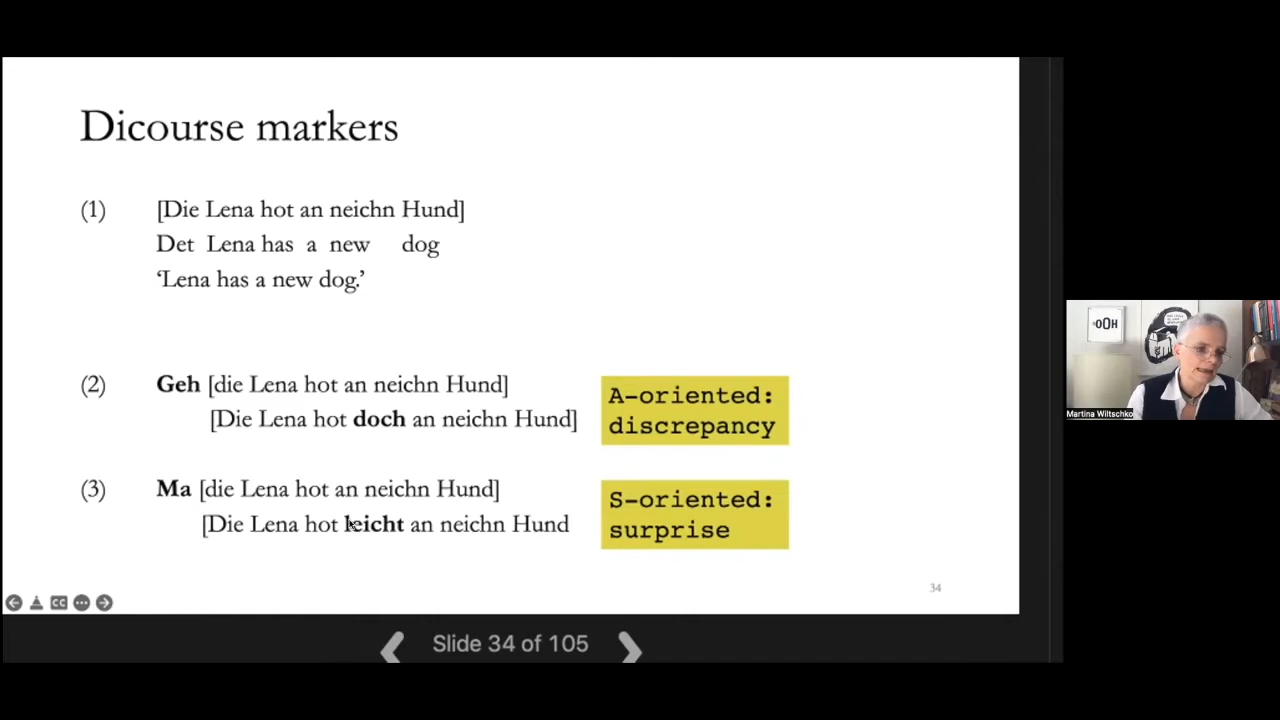 Dicourse markers
(1) [Die Lena hot an neichn Hund]
Det Lena has a new dog
‘Lena has a new dog.’
(2) Geh [die Lena hot an neichn Hund]
[Die Lena hot doch an neichn Hund]
A-oriented:
discrepancy
(3) Ma [die Lena hot an neichn Hund]
[Die Lena hot leicht an neichn Hund
S-oriented:
surprise
34
CC
Slide 34 of 105
OOH
Martina Wiltschko